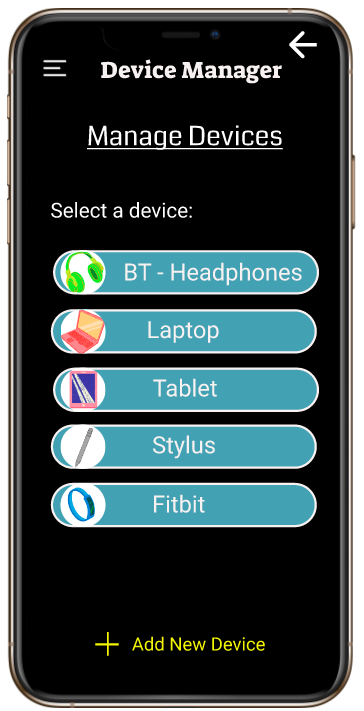 Device Manager
Manage Devices
Select a device:
BT - Headphones
Laptop
Tablet
Stylus
Fitbit
Add New Device